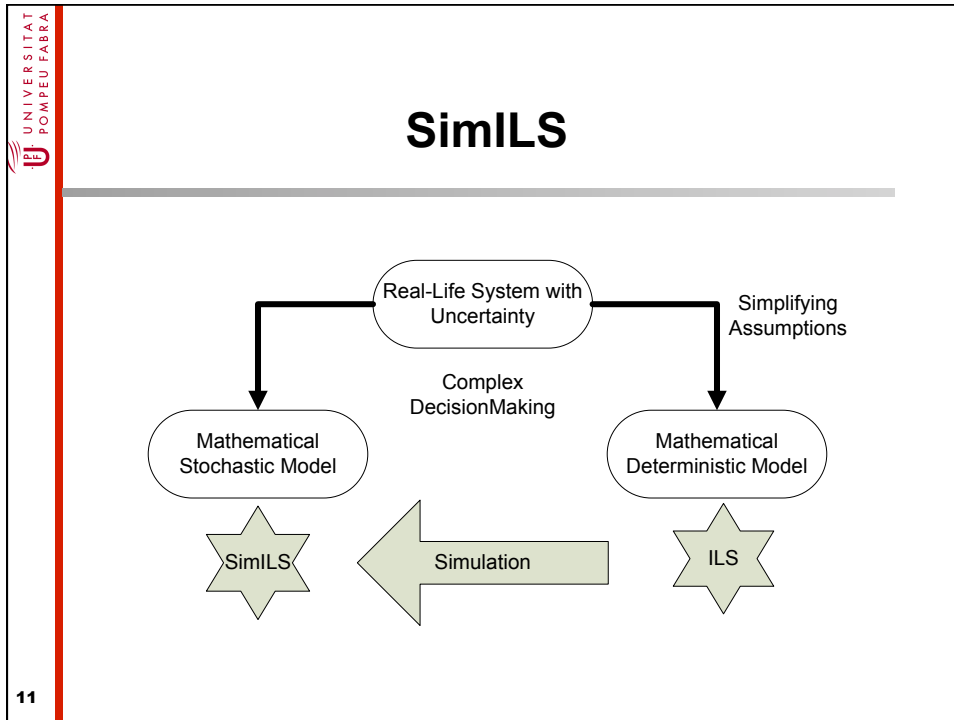 UNIVERSITAT
POMPEU FABRA
UPF
SimILS
Real-Life System with
Uncertainty
Simplifying
Assumptions
Complex
DecisionMaking
Mathematical
Stochastic Model
Mathematical
Deterministic Model
SimILS
Simulation
ILS
11